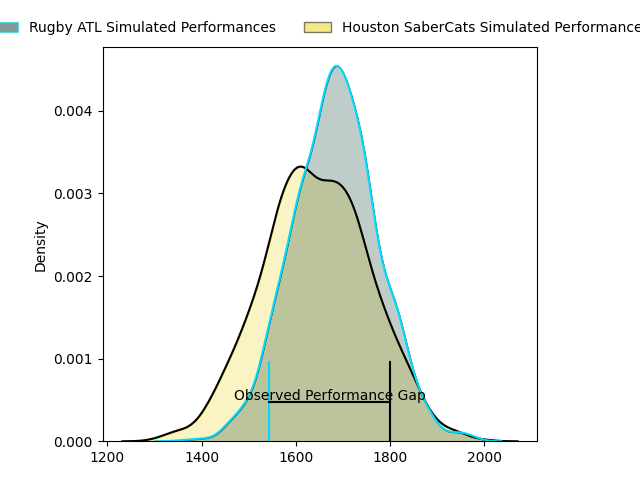 Rugby ATL Simulated Performances
Houston SaberCats Simulated Performance
Density
0.004
0.003
0.002
0.001
0.000
Observed Performance Gap
1200 1400 1600 1800 2000